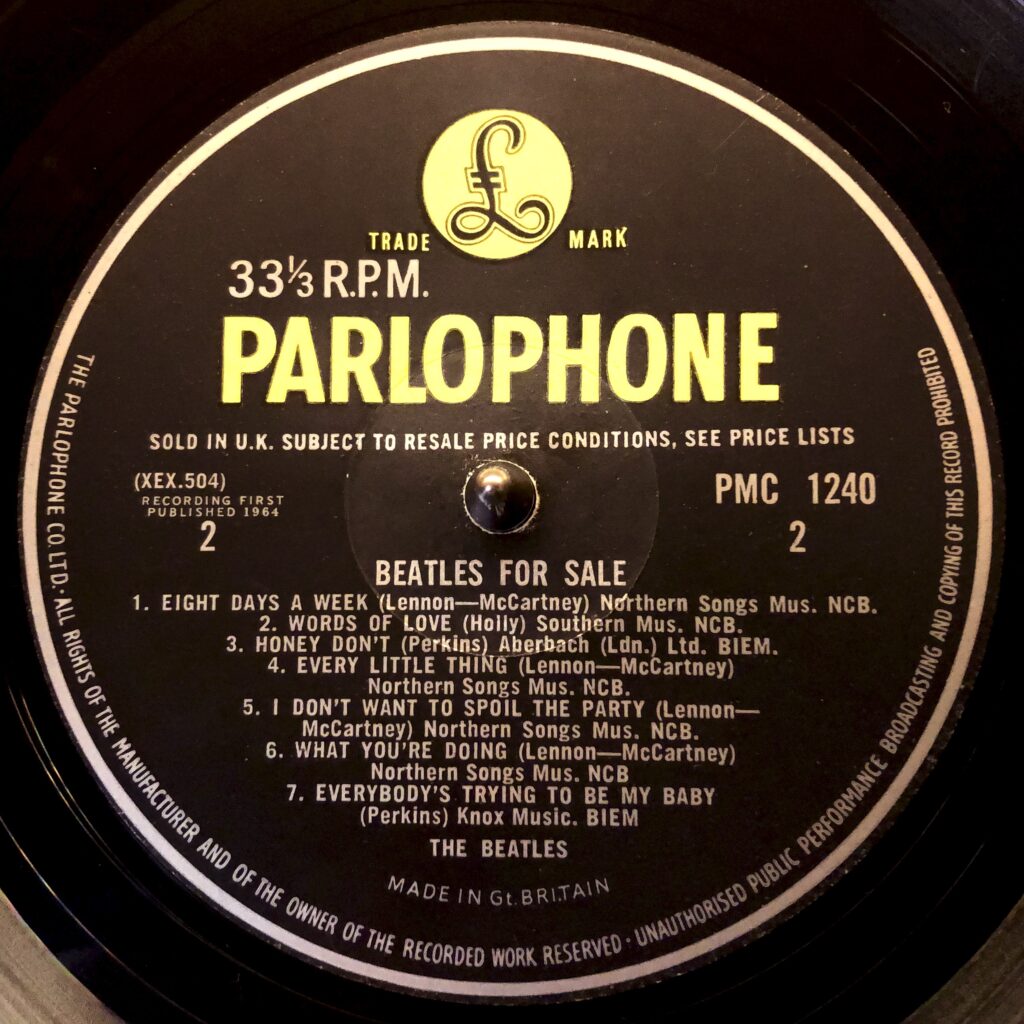 £
TRADE MARK
33⅓ R.P.M.
PARLOPHONE
SOLD IN U.K. SUBJECT TO RESALE PRICE CONDITIONS, SEE PRICE LISTS
(XEX.504)
RECORDING FIRST
PUBLISHED 1964
2
PMC 1240
2
BEATLES FOR SALE
1. EIGHT DAYS A WEEK (Lennon—McCartney) Northern Songs Mus. NCB.
2. WORDS OF LOVE (Holly) Southern Mus. NCB.
3. HONEY DON'T (Perkins) Aberbach (Ldn.) Ltd. BIEM.
4. EVERY LITTLE THING (Lennon—McCartney)
Northern Songs Mus. NCB.
5. I DON'T WANT TO SPOIL THE PARTY (Lennon—
McCartney) Northern Songs Mus. NCB.
6. WHAT YOU'RE DOING (Lennon—McCartney)
Northern Songs Mus. NCB
7. EVERYBODY'S TRYING TO BE MY BABY
(Perkins) Knox Music. BIEM
THE BEATLES
MADE IN Gt. BRITAIN
THE PARLOPHONE CO. LTD. · ALL RIGHTS OF THE MANUFACTURER AND OF THE OWNER OF THE RECORDED WORK RESERVED · UNAUTHORISED PUBLIC PERFORMANCE BROADCASTING AND COPYING OF THIS RECORD PROHIBITED